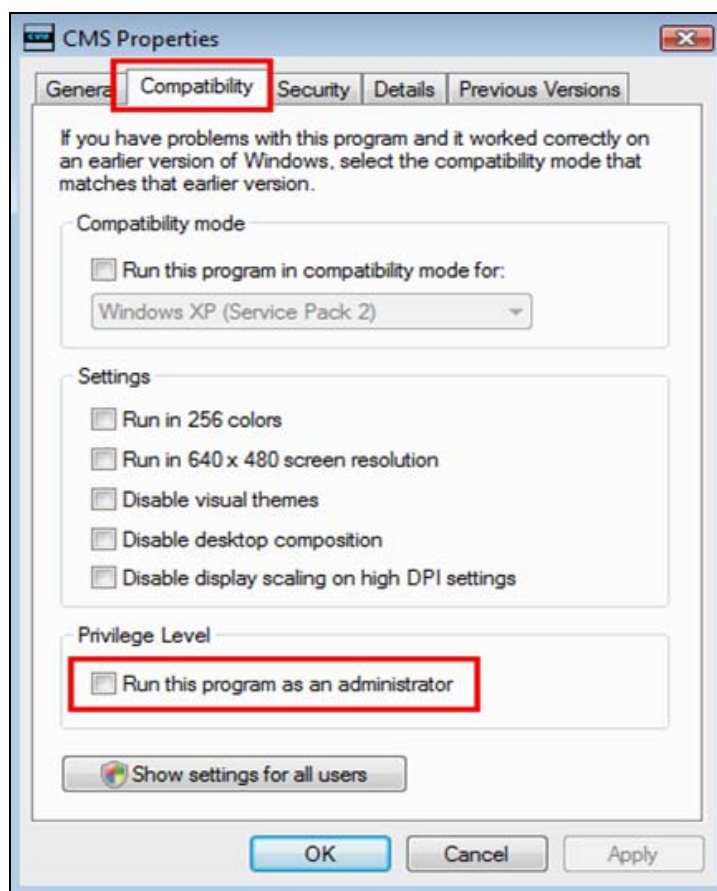 CMS Properties
General Compatibility Security Details Previous Versions
If you have problems with this program and it worked correctly on
an earlier version of Windows, select the compatibility mode that
matches that earlier version.
Compatibility mode
Run this program in compatibility mode for:
Windows XP (Service Pack 2)
Settings
Run in 256 colors
Run in 640 x 480 screen resolution
Disable visual themes
Disable desktop composition
Disable display scaling on high DPI settings
Privilege Level
Run this program as an administrator
Show settings for all users
OK Cancel Apply